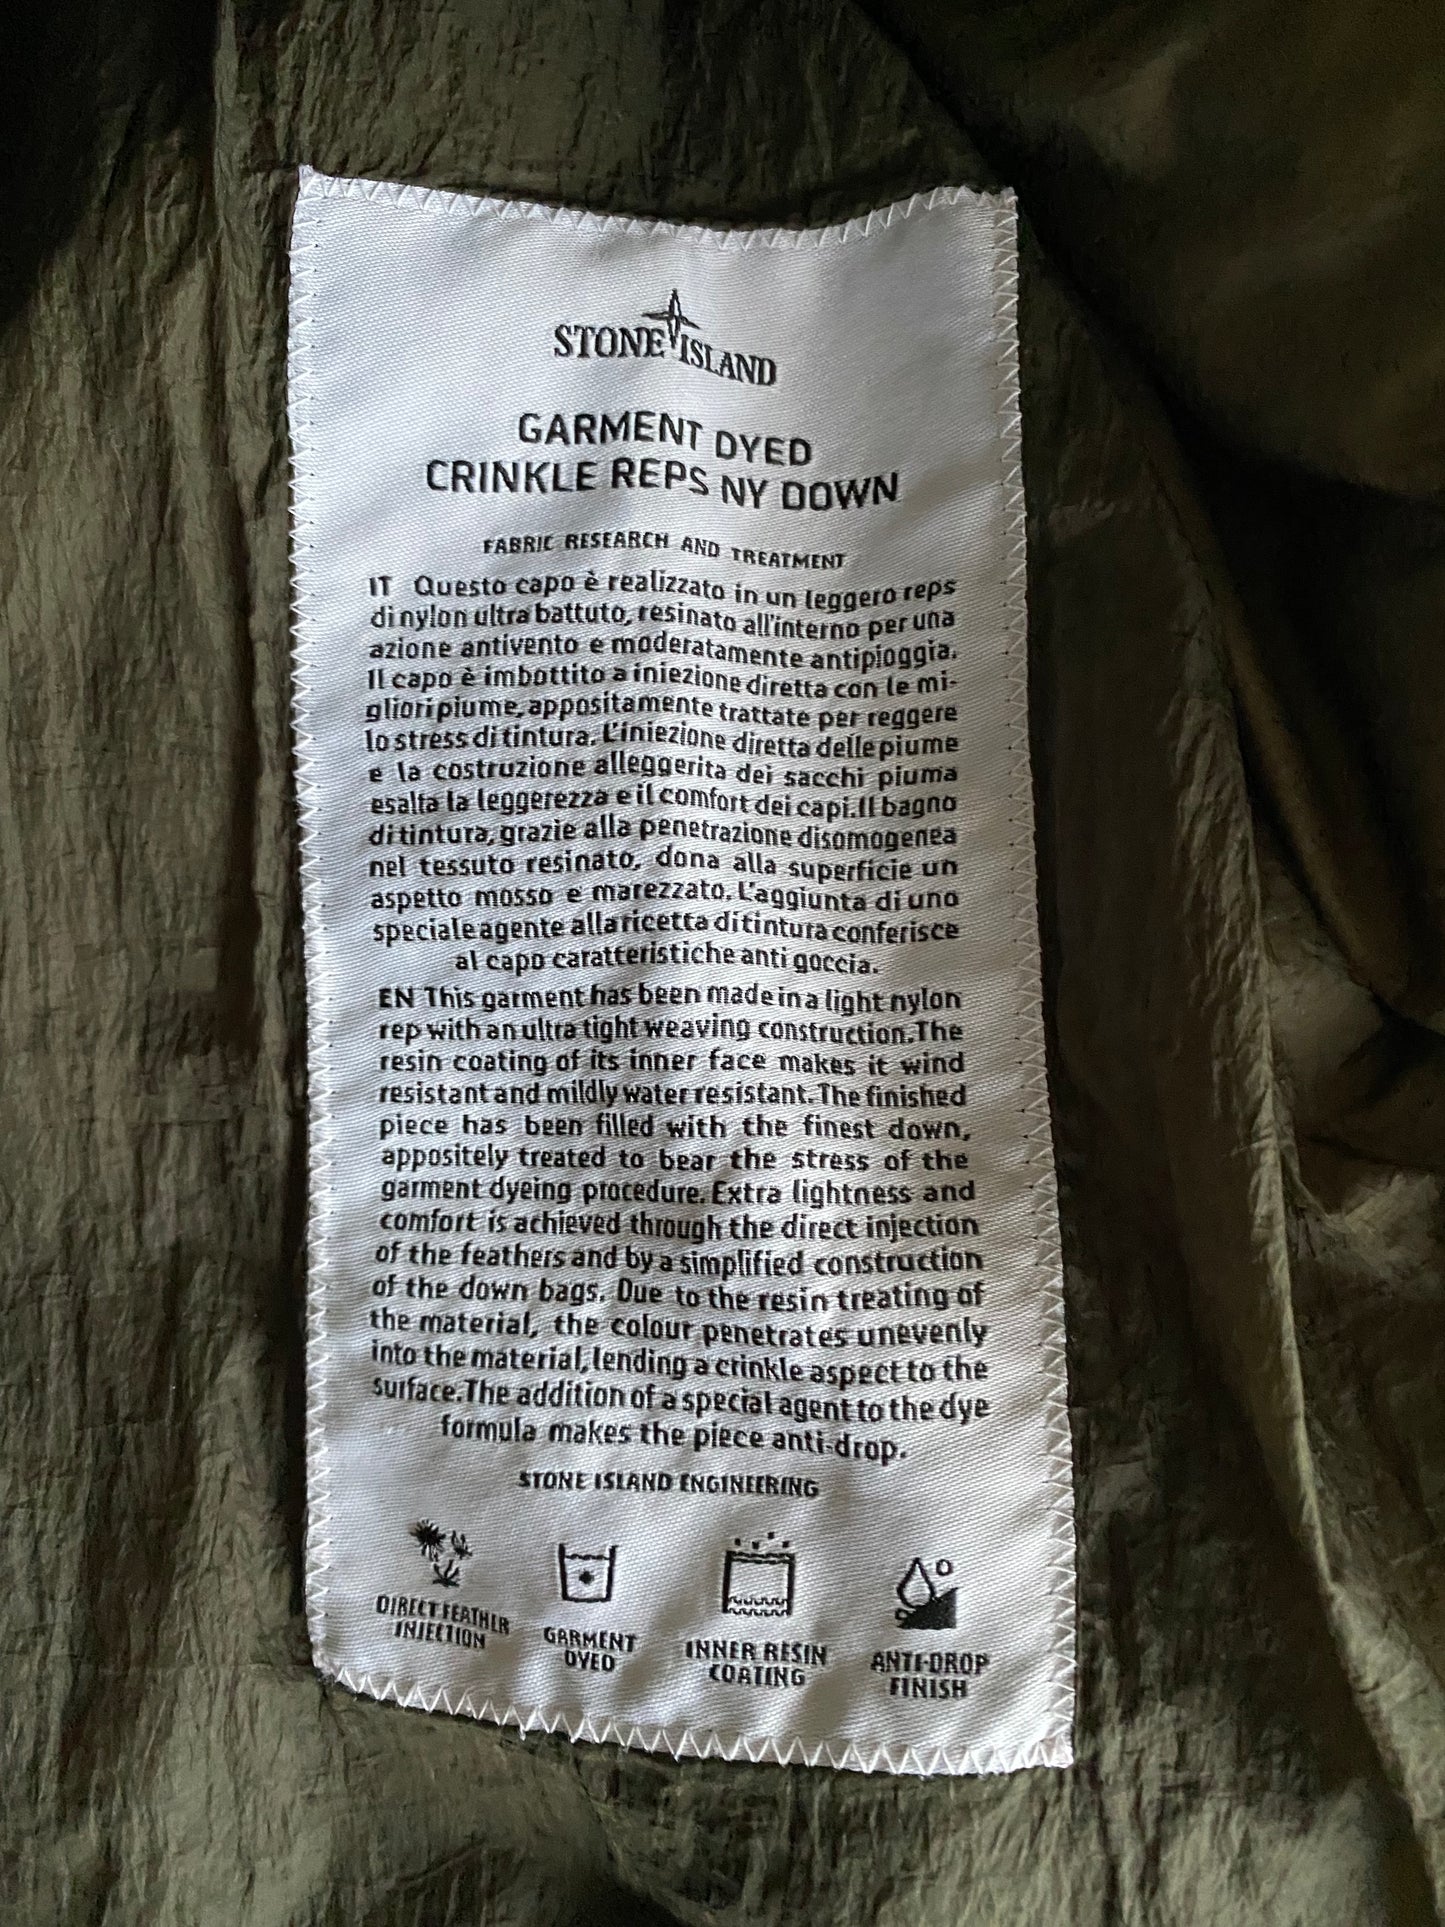 STONE ISLAND
GARMENT DYED
CRINKLE REPS NY DOWN
FABRIC RESEARCH AND TREATMENT
IT Questo capo è realizzato in un leggero reps
di nylon ultra battuto, resinato all'interno per una
azione antivento e moderatamente antipioggia.
Il capo è imbottito a iniezione diretta con le mi-
gliori piume, appositamente trattate per reggere
lo stress di tintura. L'iniezione diretta delle piume
e la costruzione alleggerita dei sacchi piuma
esalta la leggerezza e il comfort dei capi. Il bagno
di tintura, grazie alla penetrazione disomogenea
nel tessuto resinato, dona alla superficie un
aspetto mosso e marezzato. L'aggiunta di uno
speciale agente alla ricetta di tintura conferisce
al capo caratteristiche anti goccia.
EN This garment has been made in a light nylon
rep with an ultra tight weaving construction. The
resin coating of its inner face makes it wind
resistant and mildly water resistant. The finished
piece has been filled with the finest down,
appositely treated to bear the stress of the
garment dyeing procedure. Extra lightness and
comfort is achieved through the direct injection
of the feathers and by a simplified construction
of the down bags. Due to the resin treating of
the material, the colour penetrates unevenly
into the material, lending a crinkle aspect to the
surface. The addition of a special agent to the dye
formula makes the piece anti-drop.
STONE ISLAND ENGINEERING
DIRECT FEATHER
INJECTION
GARMENT
DYED
INNER RESIN
COATING
ANTI-DROP
FINISH